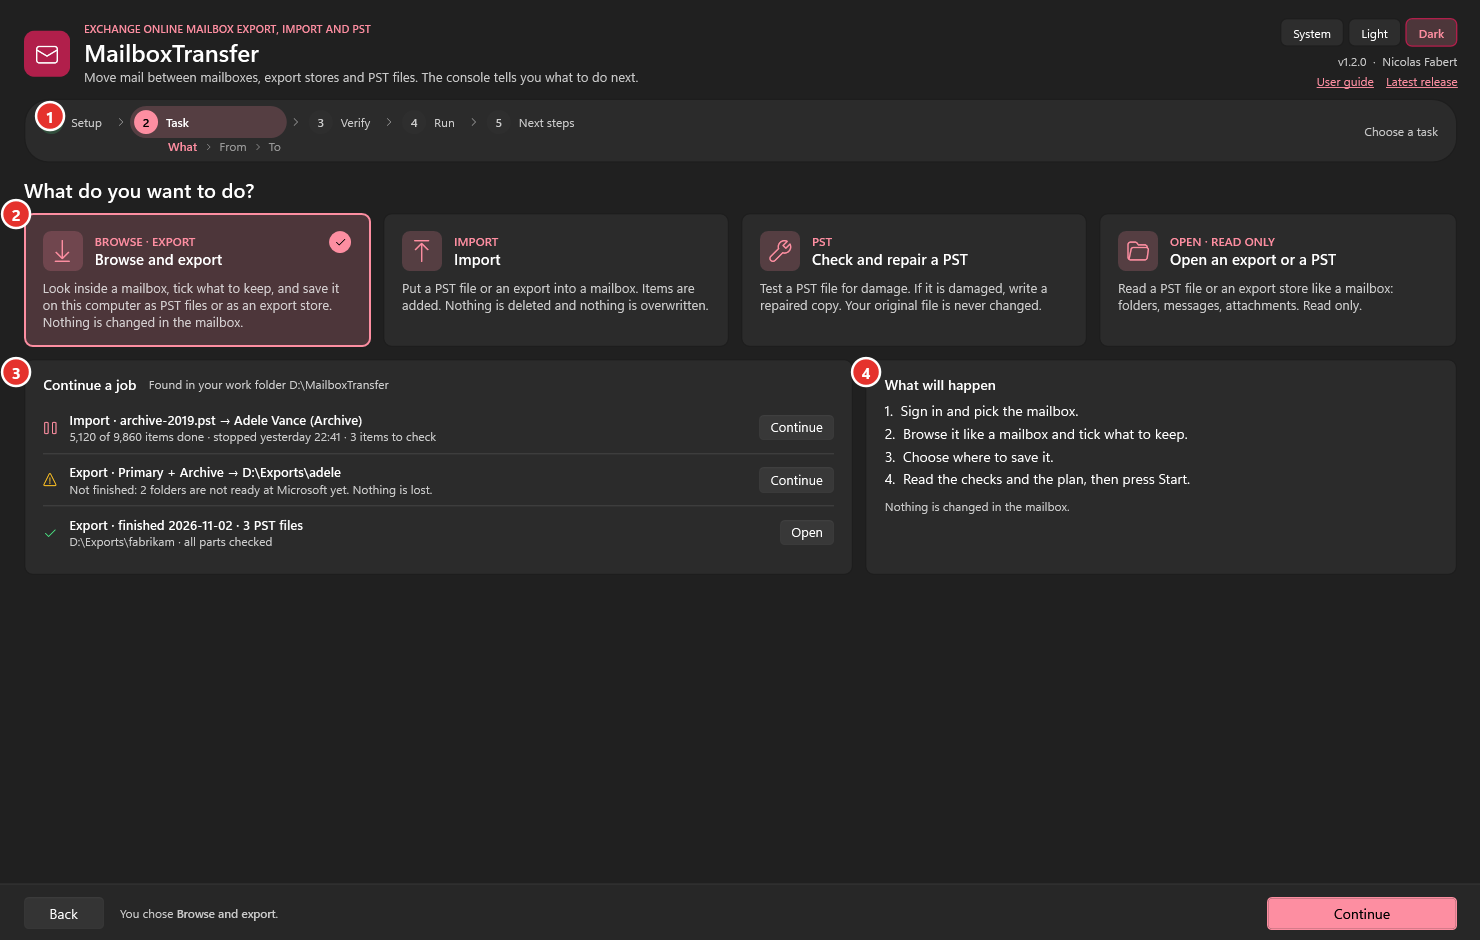 EXCHANGE ONLINE MAILBOX EXPORT, IMPORT AND PST
MailboxTransfer
Move mail between mailboxes, export stores and PST files. The console tells you what to do next.
System
Light
Dark
v1.2.0 · Nicolas Fabert
User guide
Latest release
1
Setup
2
Task
3
Verify
4
Run
5
Next steps
What
From
To
Choose a task
What do you want to do?
2
BROWSE · EXPORT
Browse and export
Look inside a mailbox, tick what to keep, and save it
on this computer as PST files or as an export store.
Nothing is changed in the mailbox.
IMPORT
Import
Put a PST file or an export into a mailbox. Items are
added. Nothing is deleted and nothing is overwritten.
PST
Check and repair a PST
Test a PST file for damage. If it is damaged, write a
repaired copy. Your original file is never changed.
OPEN · READ ONLY
Open an export or a PST
Read a PST file or an export store like a mailbox:
folders, messages, attachments. Read only.
3
Continue a job
Found in your work folder D:\MailboxTransfer
Import · archive-2019.pst → Adele Vance (Archive)
5,120 of 9,860 items done · stopped yesterday 22:41 · 3 items to check
Continue
Export · Primary + Archive → D:\Exports\adele
Not finished: 2 folders are not ready at Microsoft yet. Nothing is lost.
Continue
Export · finished 2026-11-02 · 3 PST files
D:\Exports\fabrikam · all parts checked
Open
4
What will happen
1. Sign in and pick the mailbox.
2. Browse it like a mailbox and tick what to keep.
3. Choose where to save it.
4. Read the checks and the plan, then press Start.
Nothing is changed in the mailbox.
Back
You chose Browse and export.
Continue